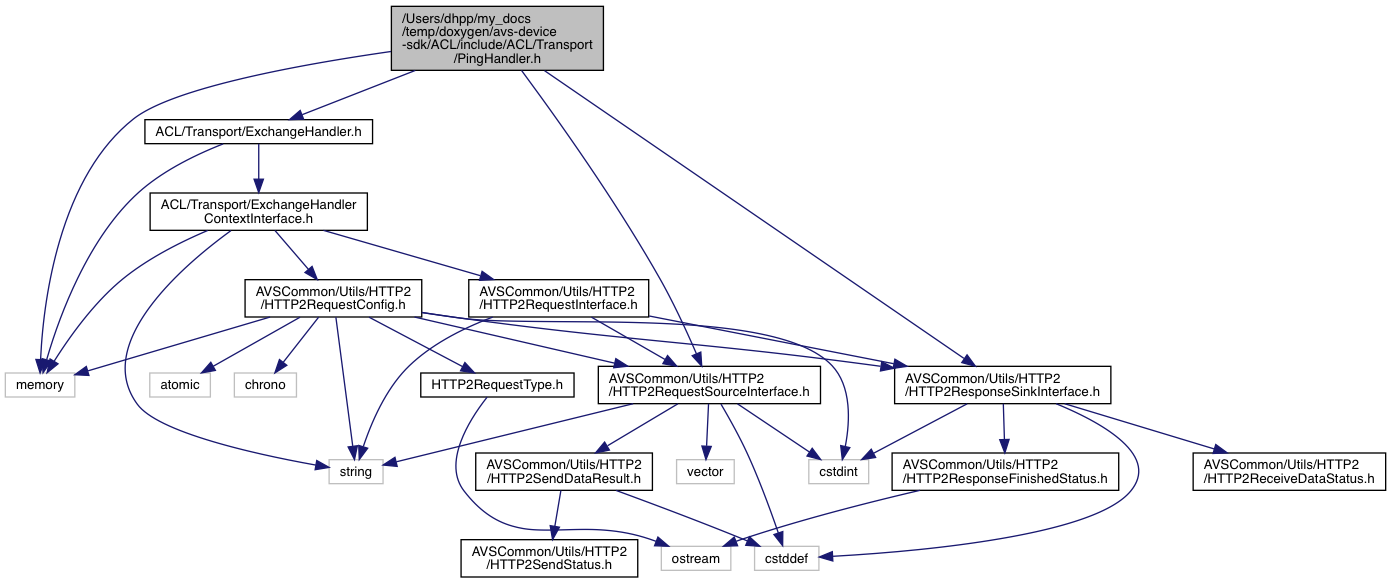 /Users/dhpp/my_docs
/temp/doxygen/avs-device
-sdk/ACL/include/ACL/Transport
/PingHandler.h
ACL/Transport/ExchangeHandler.h
ACL/Transport/ExchangeHandler
ContextInterface.h
AVSCommon/Utils/HTTP2
/HTTP2RequestConfig.h
AVSCommon/Utils/HTTP2
/HTTP2RequestInterface.h
memory
atomic
chrono
HTTP2RequestType.h
AVSCommon/Utils/HTTP2
/HTTP2RequestSourceInterface.h
AVSCommon/Utils/HTTP2
/HTTP2ResponseSinkInterface.h
string
AVSCommon/Utils/HTTP2
/HTTP2SendDataResult.h
vector
cstdint
AVSCommon/Utils/HTTP2
/HTTP2ResponseFinishedStatus.h
AVSCommon/Utils/HTTP2
/HTTP2ReceiveDataStatus.h
AVSCommon/Utils/HTTP2
/HTTP2SendStatus.h
ostream
cstddef